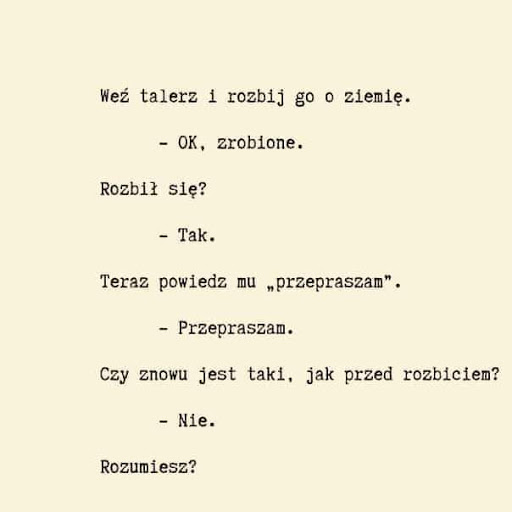 Weź talerz i rozbij go o ziemię.
– OK, zrobione.
Rozbił się?
– Tak.
Teraz powiedz mu „przepraszam”.
– Przepraszam.
Czy znowu jest taki, jak przed rozbiciem?
– Nie.
Rozumiesz?